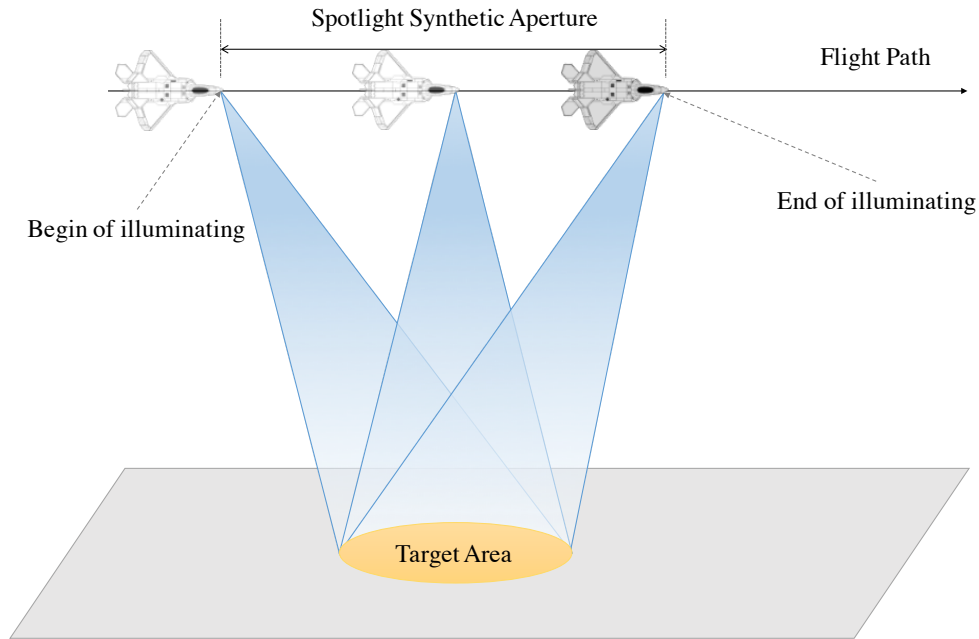 Spotlight Synthetic Aperture
Flight Path
Begin of illuminating
End of illuminating
Target Area